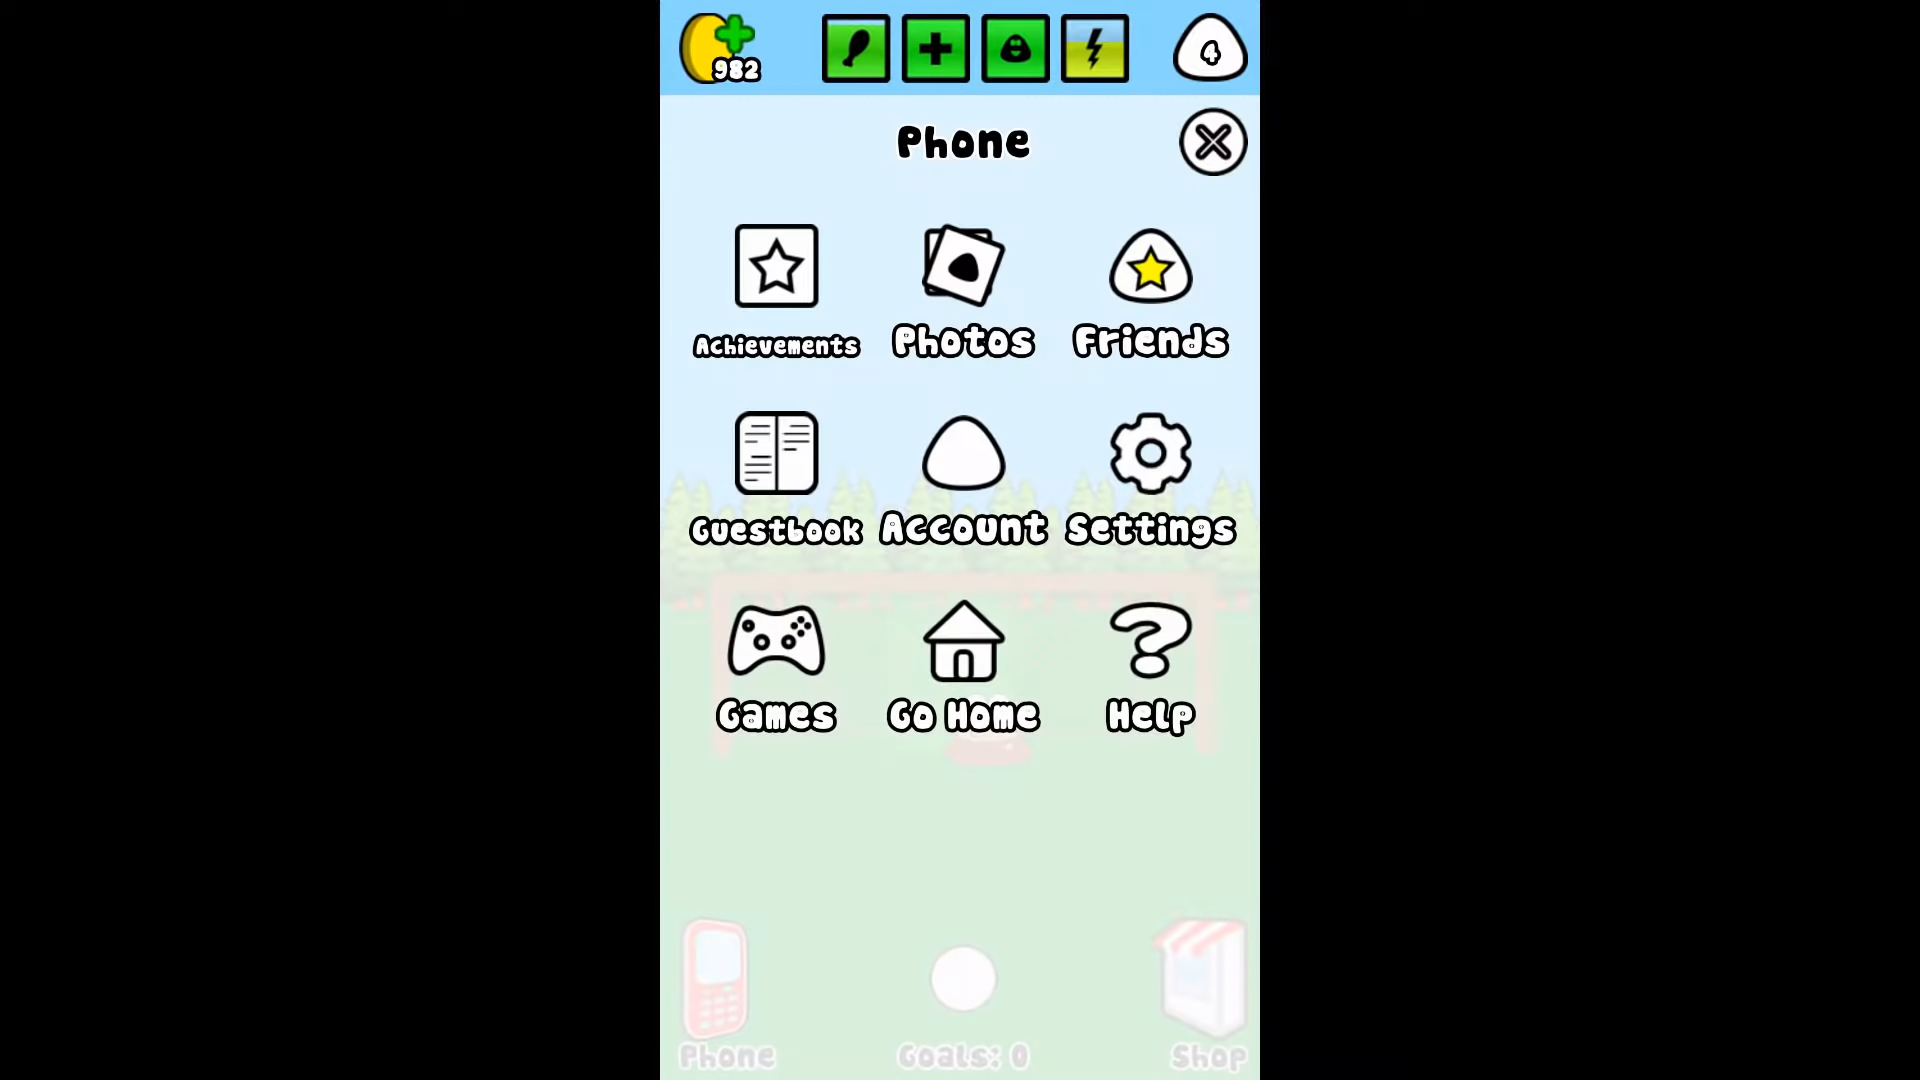 982
4
Phone
Achievements Photos Friends
Guestbook Account Settings
Games Go Home Help
Phone Goals: 0 Shop